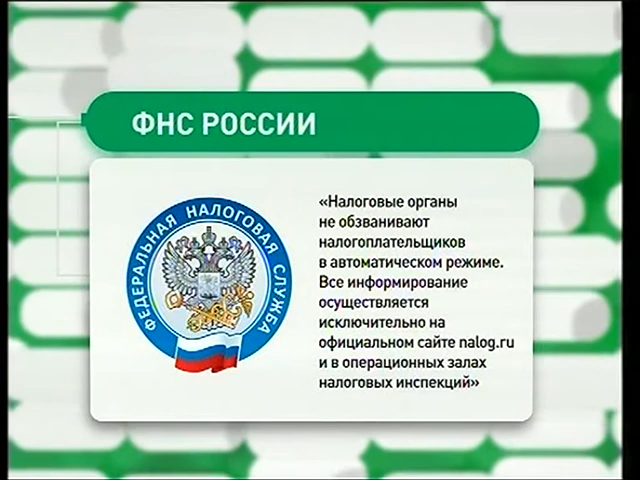 ФНС РОССИИ
ФЕДЕРАЛЬНАЯ НАЛОГОВАЯ СЛУЖБА
«Налоговые органы
не обзванивают
налогоплательщиков
в автоматическом режиме.
Все информирование
осуществляется
исключительно на
официальном сайте nalog.ru
и в операционных залах
налоговых инспекций»